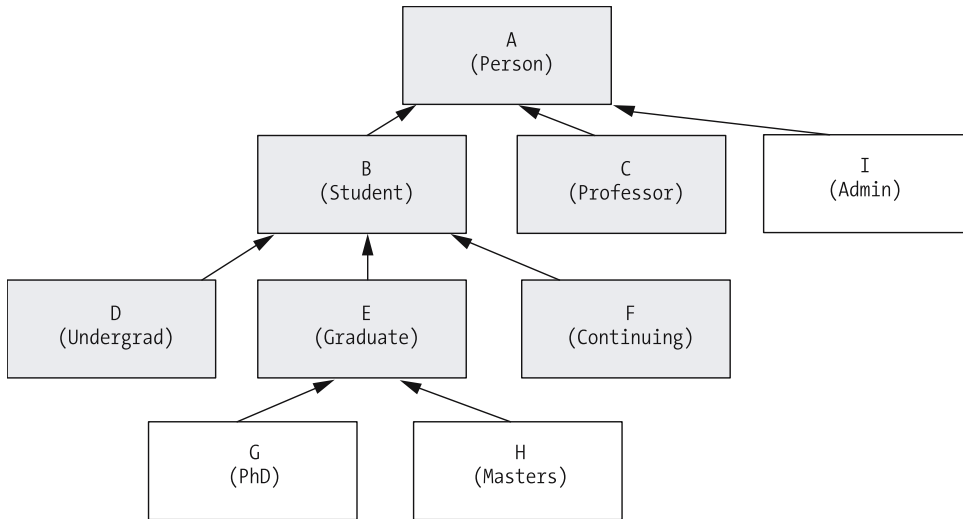 A
(Person)
B
(Student)
C
(Professor)
I
(Admin)
D
(Undergrad)
E
(Graduate)
F
(Continuing)
G
(PhD)
H
(Masters)